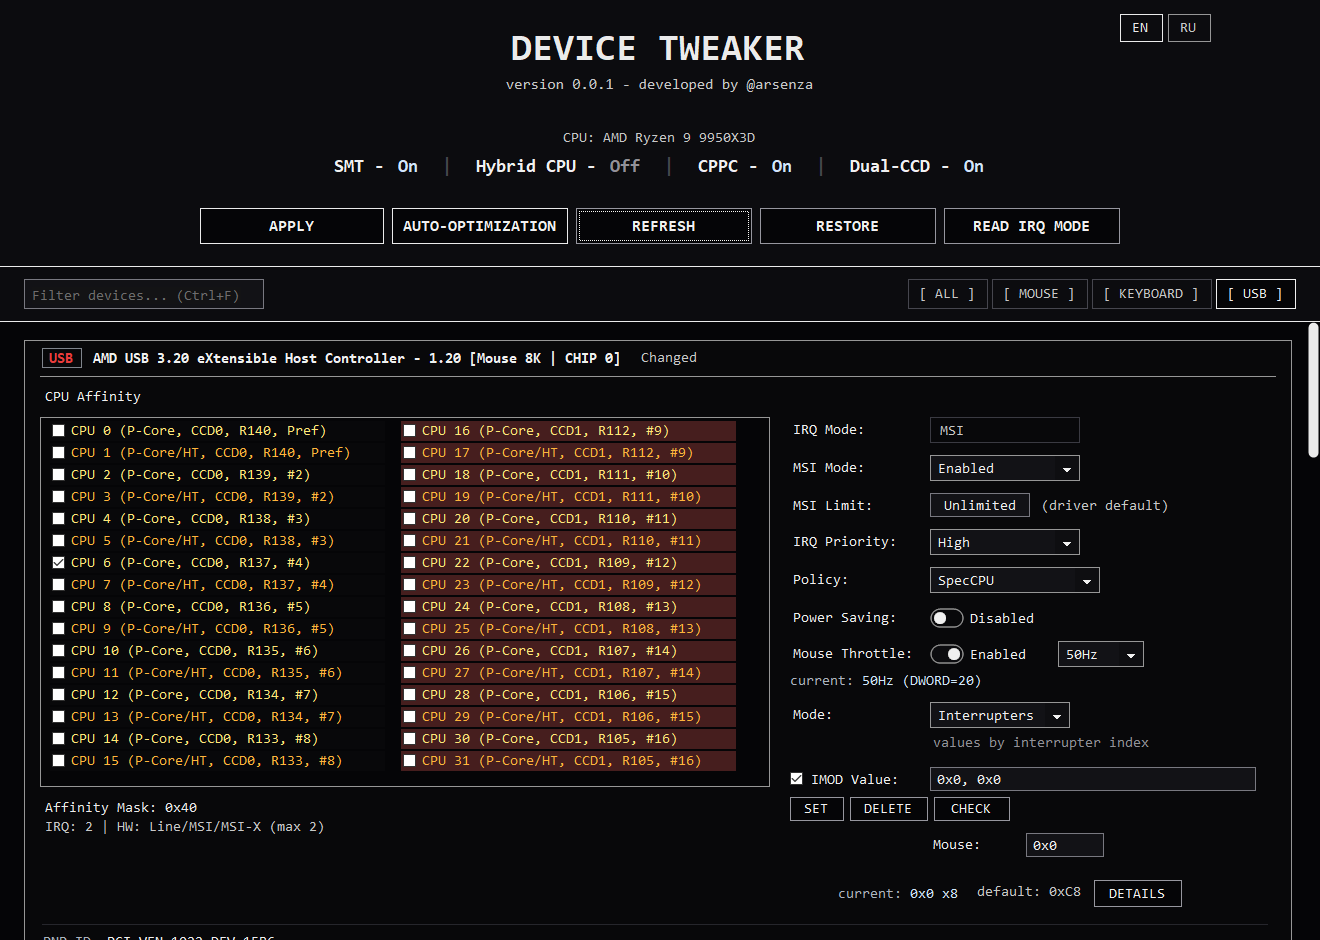 EN RU
DEVICE TWEAKER
version 0.0.1 - developed by @arsenza
CPU: AMD Ryzen 9 9950X3D
SMT - On | Hybrid CPU - Off | CPPC - On | Dual-CCD - On
APPLY AUTO-OPTIMIZATION REFRESH RESTORE READ IRQ MODE
Filter devices... (Ctrl+F) [ ALL ] [ MOUSE ] [ KEYBOARD ] [ USB ]
USB AMD USB 3.20 eXtensible Host Controller - 1.20 [Mouse 8K | CHIP 0] Changed
CPU Affinity
CPU 0 (P-Core, CCD0, R140, Pref)
CPU 1 (P-Core/HT, CCD0, R140, Pref)
CPU 2 (P-Core, CCD0, R139, #2)
CPU 3 (P-Core/HT, CCD0, R139, #2)
CPU 4 (P-Core, CCD0, R138, #3)
CPU 5 (P-Core/HT, CCD0, R138, #3)
CPU 6 (P-Core, CCD0, R137, #4)
CPU 7 (P-Core/HT, CCD0, R137, #4)
CPU 8 (P-Core, CCD0, R136, #5)
CPU 9 (P-Core/HT, CCD0, R136, #5)
CPU 10 (P-Core, CCD0, R135, #6)
CPU 11 (P-Core/HT, CCD0, R135, #6)
CPU 12 (P-Core, CCD0, R134, #7)
CPU 13 (P-Core/HT, CCD0, R134, #7)
CPU 14 (P-Core, CCD0, R133, #8)
CPU 15 (P-Core/HT, CCD0, R133, #8)
CPU 16 (P-Core, CCD1, R112, #9)
CPU 17 (P-Core/HT, CCD1, R112, #9)
CPU 18 (P-Core, CCD1, R111, #10)
CPU 19 (P-Core/HT, CCD1, R111, #10)
CPU 20 (P-Core, CCD1, R110, #11)
CPU 21 (P-Core/HT, CCD1, R110, #11)
CPU 22 (P-Core, CCD1, R109, #12)
CPU 23 (P-Core/HT, CCD1, R109, #12)
CPU 24 (P-Core, CCD1, R108, #13)
CPU 25 (P-Core/HT, CCD1, R108, #13)
CPU 26 (P-Core, CCD1, R107, #14)
CPU 27 (P-Core/HT, CCD1, R107, #14)
CPU 28 (P-Core, CCD1, R106, #15)
CPU 29 (P-Core/HT, CCD1, R106, #15)
CPU 30 (P-Core, CCD1, R105, #16)
CPU 31 (P-Core/HT, CCD1, R105, #16)
Affinity Mask: 0x40
IRQ: 2 | HW: Line/MSI/MSI-X (max 2)
IRQ Mode: MSI
MSI Mode: Enabled
MSI Limit: Unlimited (driver default)
IRQ Priority: High
Policy: SpecCPU
Power Saving: Disabled
Mouse Throttle: Enabled 50Hz
current: 50Hz (DWORD=20)
Mode: Interrupters
values by interrupter index
IMOD Value: 0x0, 0x0
SET DELETE CHECK
Mouse: 0x0
current: 0x0 x8 default: 0xC8 DETAILS